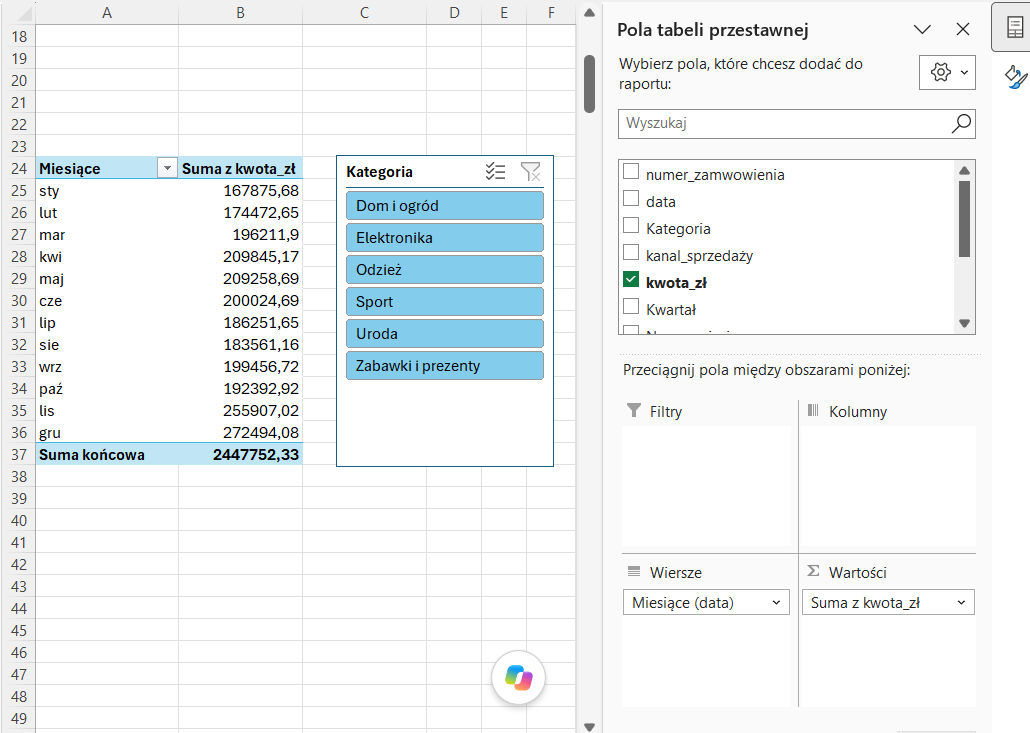 A B C D E F
18
19
20
21
22
23
24 Miesiące Suma z kwota_zł
25 sty 167875,68
26 lut 174472,65
27 mar 196211,9
28 kwi 209845,17
29 maj 209258,69
30 cze 200024,69
31 lip 186251,65
32 sie 183561,16
33 wrz 199456,72
34 paź 192392,92
35 lis 255907,02
36 gru 272494,08
37 Suma końcowa 2447752,33
38
39
40
41
42
43
44
45
46
47
48
49
Kategoria
Dom i ogród
Elektronika
Odzież
Sport
Uroda
Zabawki i prezenty
Pola tabeli przestawnej
Wybierz pola, które chcesz dodać do
raportu:
Wyszukaj
numer_zamwowienia
data
Kategoria
kanal_sprzedaży
kwota_zł
Kwartał
Przeciągnij pola między obszarami poniżej:
Filtry
Kolumny
Wiersze
Σ Wartości
Miesiące (data)
Suma z kwota_zł